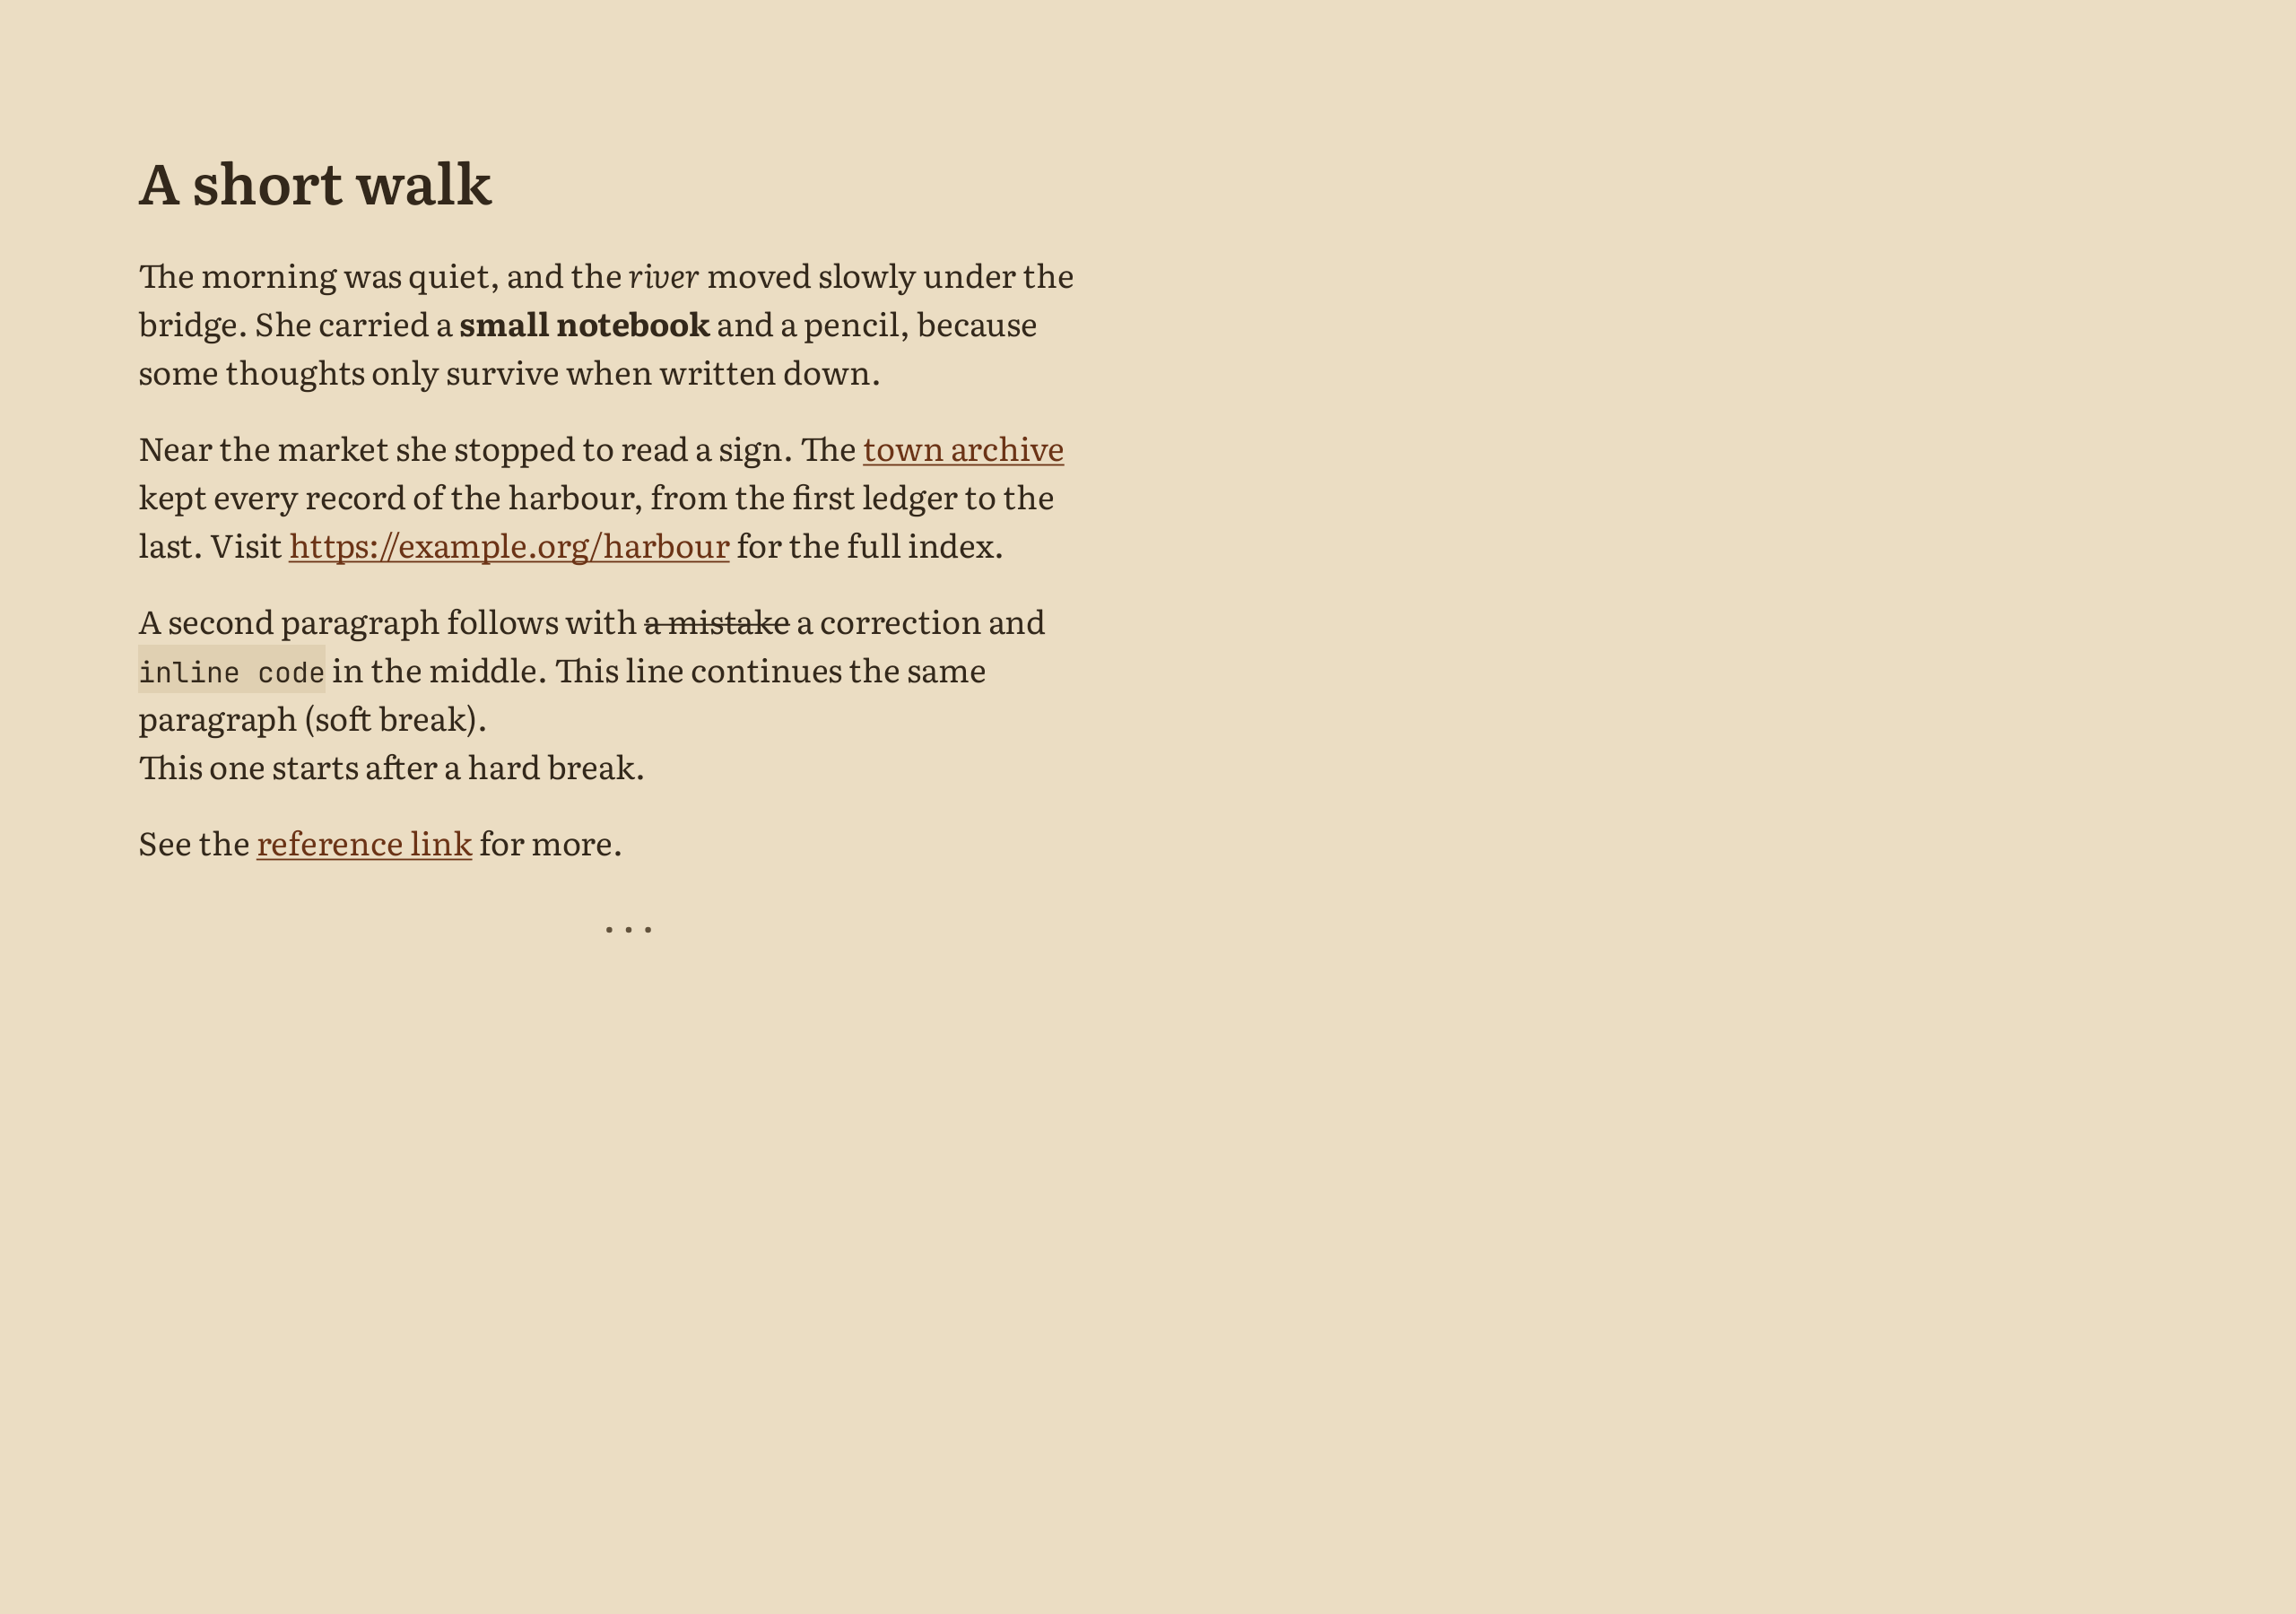 A short walk
The morning was quiet, and the river moved slowly under the
bridge. She carried a small notebook and a pencil, because
some thoughts only survive when written down.
Near the market she stopped to read a sign. The town archive
kept every record of the harbour, from the first ledger to the
last. Visit https://example.org/harbour for the full index.
A second paragraph follows with a mistake a correction and
inline code in the middle. This line continues the same
paragraph (soft break).
This one starts after a hard break.
See the reference link for more.
...